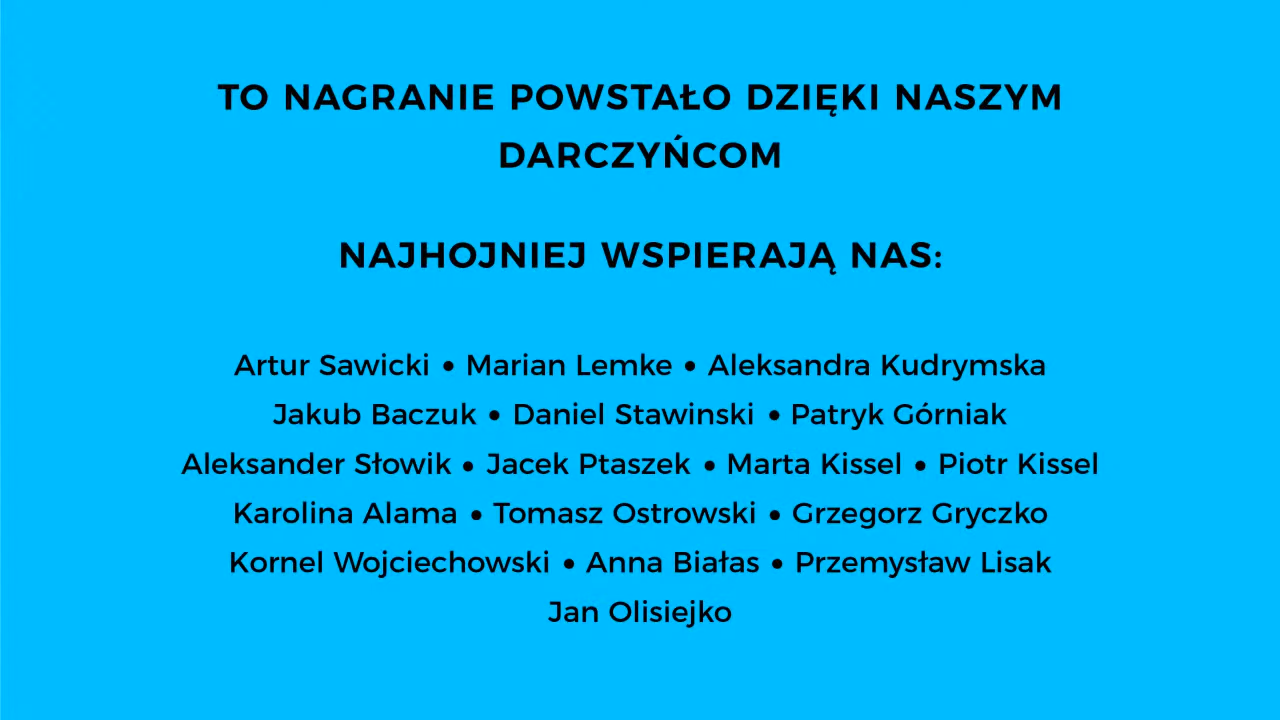 TO NAGRANIE POWSTAŁO DZIĘKI NASZYM
DARCZYŃCOM
NAJHOJNIEJ WSPIERAJĄ NAS:
Artur Sawicki • Marian Lemke • Aleksandra Kudrymska
Jakub Baczuk • Daniel Stawinski • Patryk Górniak
Aleksander Słowik • Jacek Ptaszek • Marta Kissel • Piotr Kissel
Karolina Alama • Tomasz Ostrowski • Grzegorz Gryczko
Kornel Wojciechowski • Anna Białas • Przemysław Lisak
Jan Olisiejko